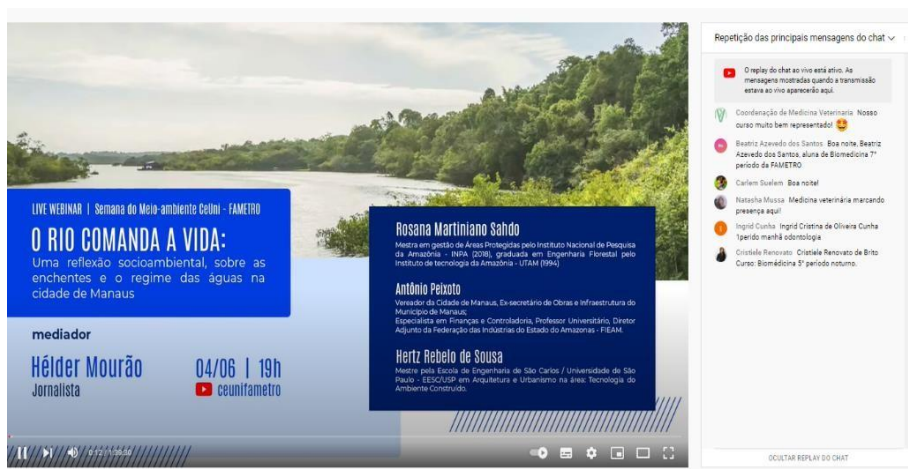 LIVE WEBINAR | Semana do Meio-ambiente CeUni - FAMETRO
O RIO COMANDA A VIDA:
Uma reflexão socioambiental, sobre as
enchentes e o regime das águas na
cidade de Manaus
mediador
Hélder Mourão
Jornalista
04/06 | 19h
ceunifametro
Rosana Martiniano Sahdo
Mestra em gestão de Áreas Protegidas pelo Instituto Nacional de Pesquisa
da Amazônia - INPA (2018), graduada em Engenharia Florestal pelo
Instituto de tecnologia da Amazônia - UTAM (1994)
Antônio Peixoto
Vereador da Cidade de Manaus, Ex-secretário de Obras e Infraestrutura do
Município de Manaus;
Especialista em Finanças e Controladoria, Professor Universitário, Diretor
Adjunto da Federação das Indústrias do Estado do Amazonas - FIEAM.
Hertz Rebelo de Sousa
Mestre pela Escola de Engenharia de São Carlos / Universidade de São
Paulo - EESC/USP em Arquitetura e Urbanismo na área: Tecnologia do
Ambiente Construído.
0:12 / 1:39:30
Repetição das principais mensagens do chat
O replay do chat ao vivo está ativo. As
mensagens mostradas quando a transmissão
estava ao vivo aparecerão aqui.
Coordenação de Medicina Veterinaria Nosso
curso muito bem representado!
Beatriz Azevedo dos Santos Boa noite, Beatriz
Azevedo dos Santos, aluna de Biomedicina 7°
período da FAMETRO
Carlem Suelem Boa noite!
Natasha Mussa Medicina veterinária marcando
presença aqui!
Ingrid Cunha Ingrid Cristina de Oliveira Cunha
1perido manhã odontologia
Cristiele Renovato Cristiele Renovato de Brito
Curso: Biomédicina 5° período noturno.
OCULTAR REPLAY DO CHAT